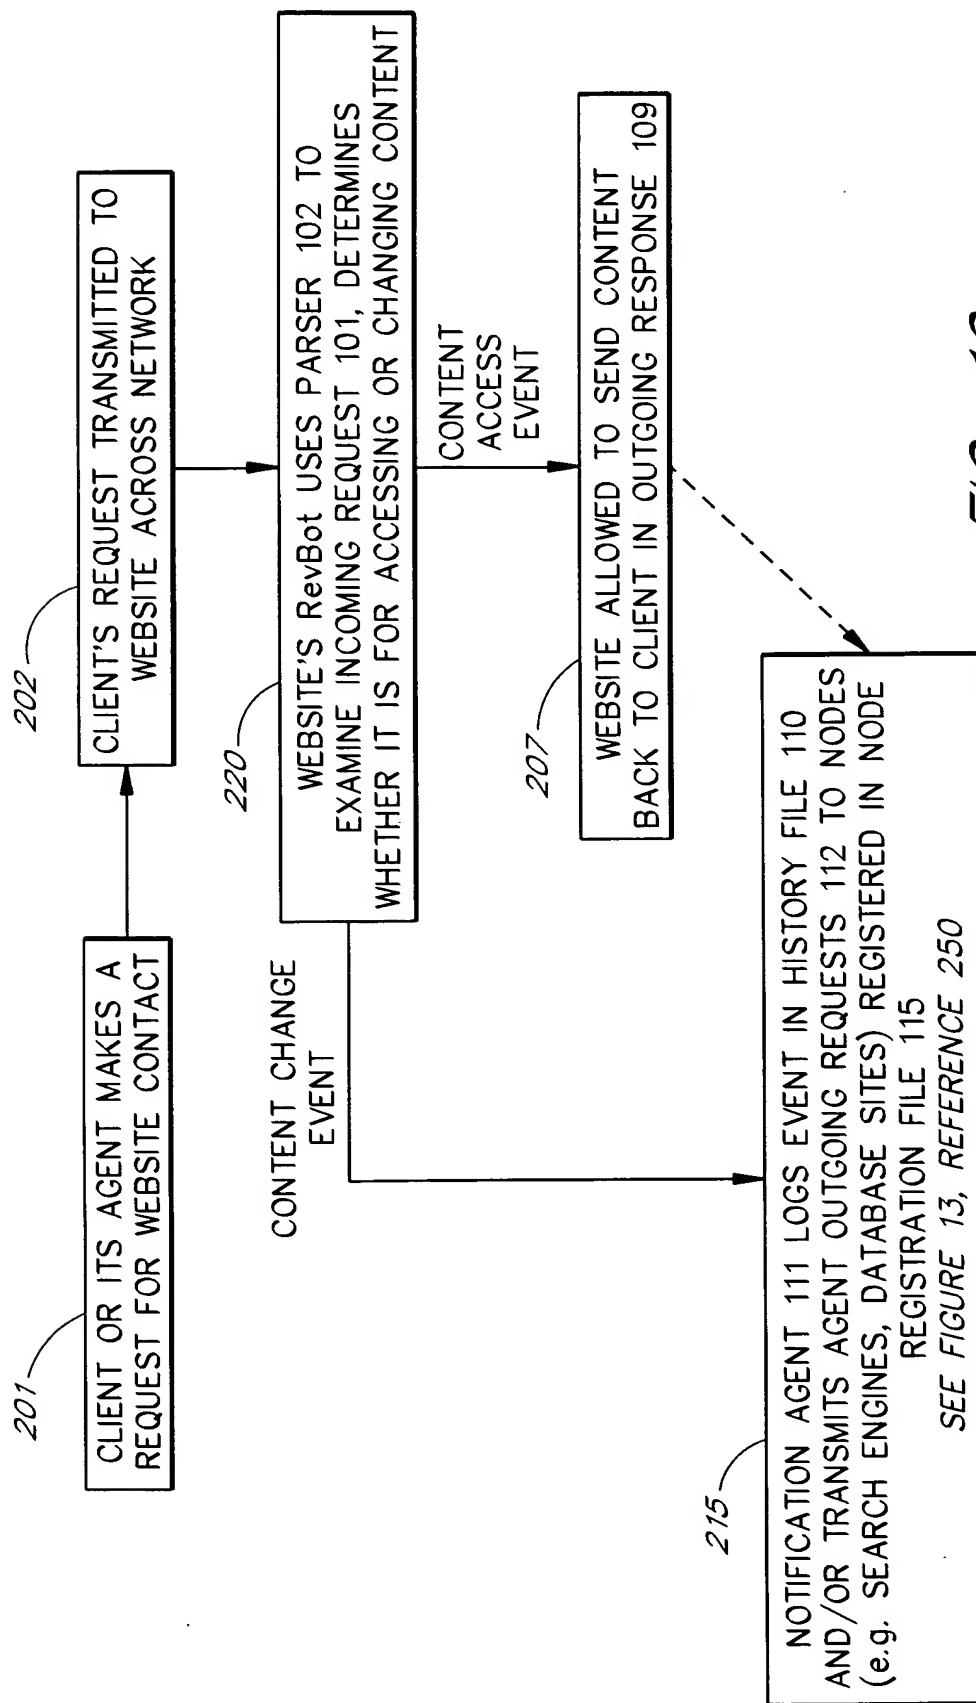 201
CLIENT OR ITS AGENT MAKES A
REQUEST FOR WEBSITE CONTACT
202
CLIENT'S REQUEST TRANSMITTED TO
WEBSITE ACROSS NETWORK
220
WEBSITE'S RevBot USES PARSER 102 TO
EXAMINE INCOMING REQUEST 101, DETERMINES
WHETHER IT IS FOR ACCESSING OR CHANGING CONTENT
CONTENT CHANGE
EVENT
CONTENT
ACCESS
EVENT
207
WEBSITE ALLOWED TO SEND CONTENT
BACK TO CLIENT IN OUTGOING RESPONSE 109
215
NOTIFICATION AGENT 111 LOGS EVENT IN HISTORY FILE 110
AND/OR TRANSMITS AGENT OUTGOING REQUESTS 112 TO NODES
(e.g. SEARCH ENGINES, DATABASE SITES) REGISTERED IN NODE
REGISTRATION FILE 115
SEE FIGURE 13, REFERENCE 250